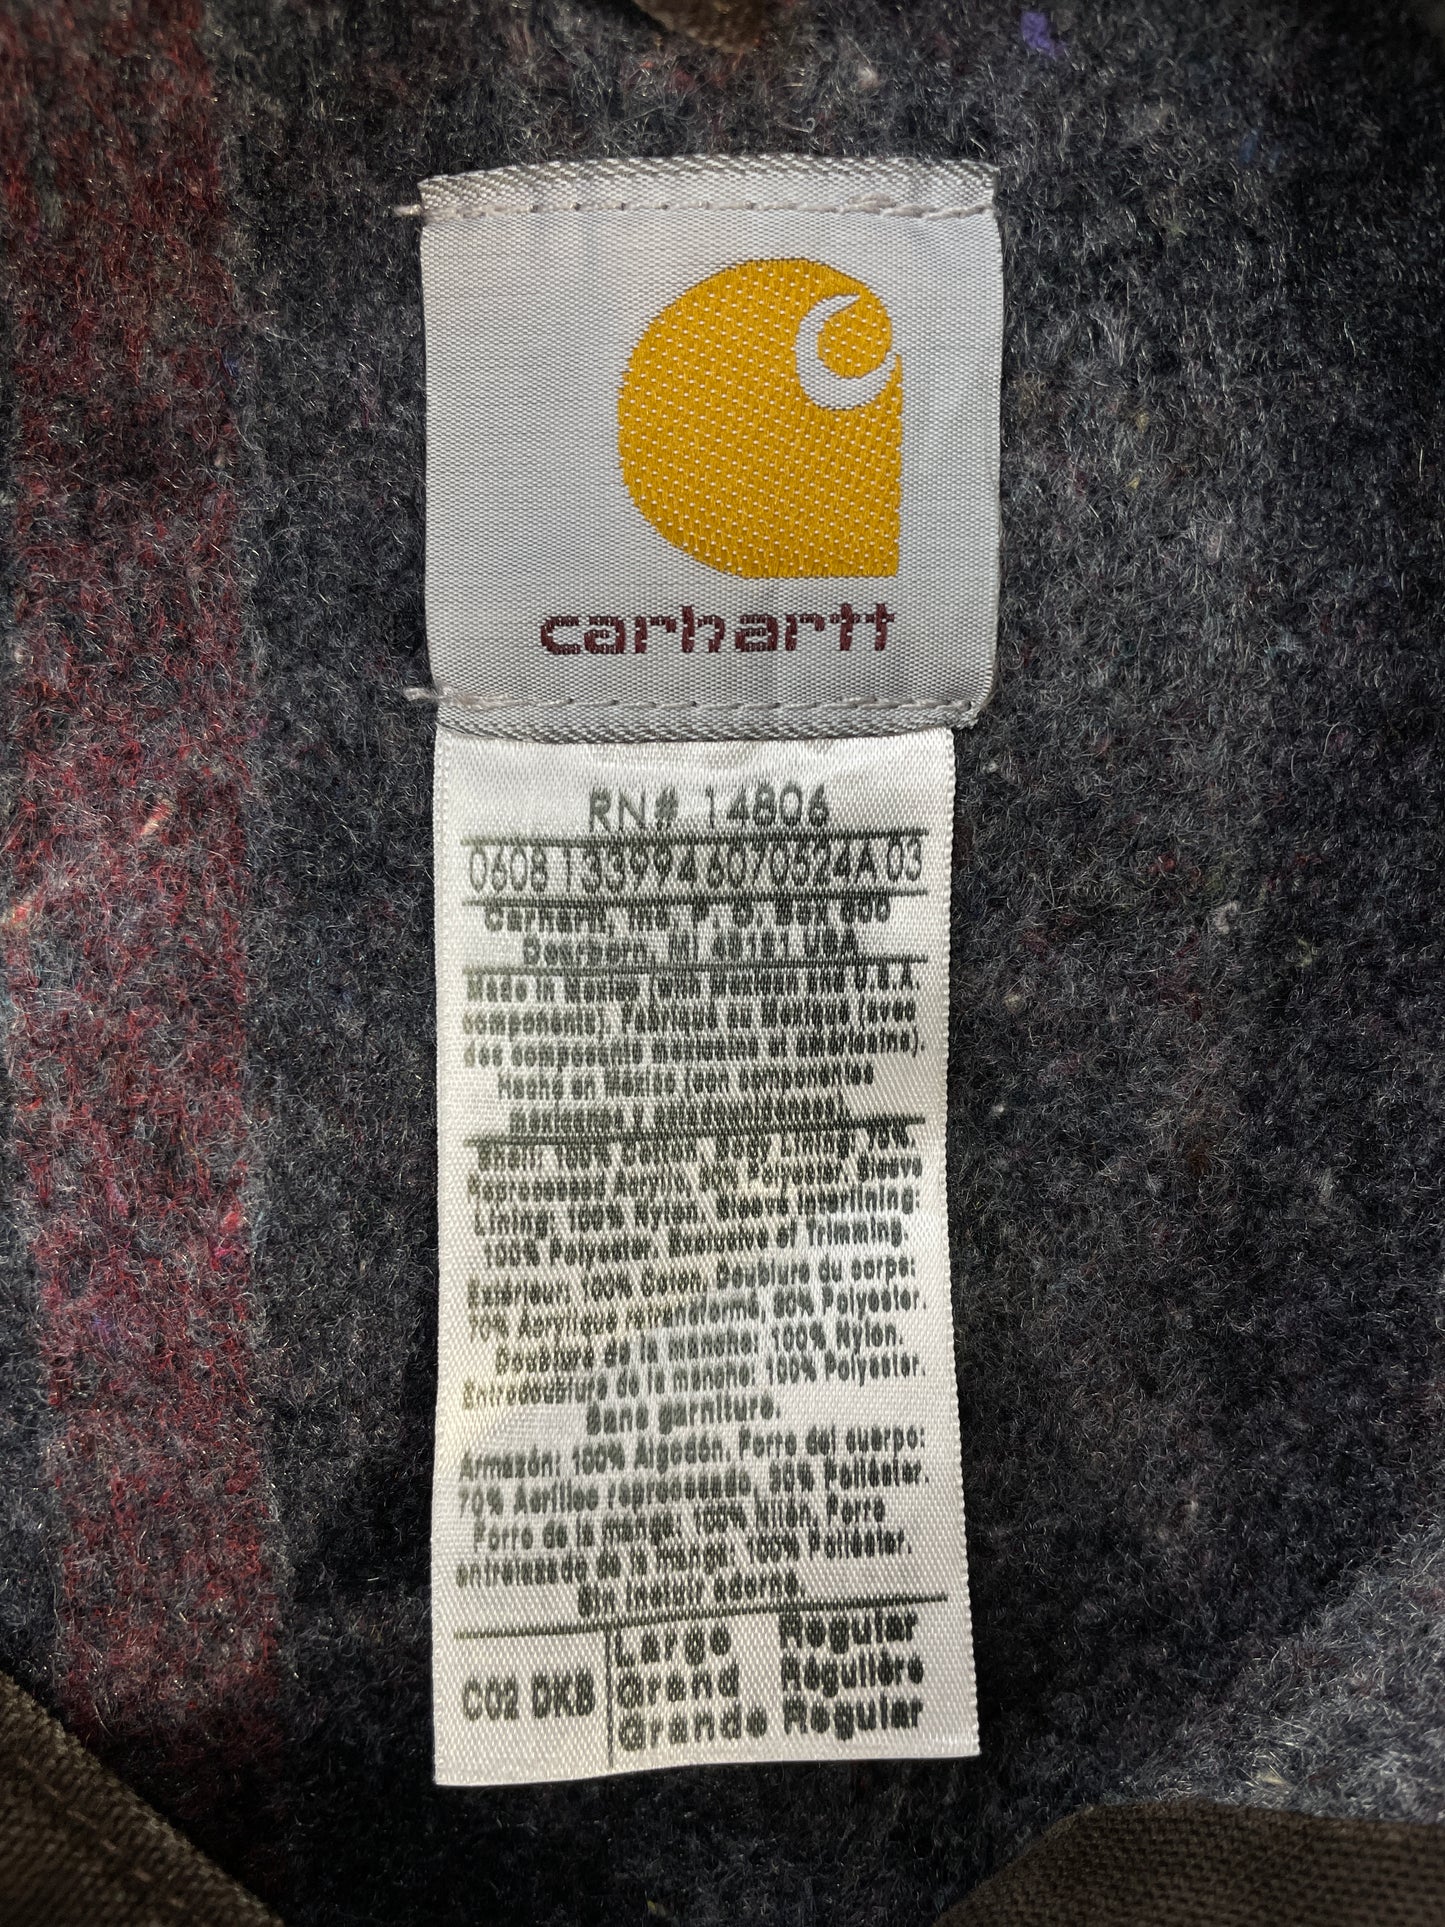 carhartt
RN# 14806
0608 133994 6070524A 03
Carhartt, Inc. P. O. Box 600
Dearborn, MI 48121 USA
Made in Mexico (with Mexican and U.S.A.
components). Fabriqué au Mexique (avec
des composants mexicains et américains).
Hecho en México (con componentes
mexicanos y estadounidenses).
Shell: 100% Cotton, Body Lining: 70%
Reprocessed Acrylic, 30% Polyester. Sleeve
Lining: 100% Nylon. Sleeve Interlining:
100% Polyester. Exclusive of Trimming.
Extérieur: 100% Coton, Doublure du corps:
70% Acrylique retransformé, 30% Polyester.
Doublure de la manche: 100% Nylon.
Entredoublure de la manche: 100% Polyester.
Sans garniture.
Armazón: 100% Algodón, Forro del cuerpo:
70% Acrílico reprocesado, 30% Poliéster.
Forro de la manga: 100% Nilón, Forro
entrelazado de la manga: 100% Poliéster.
Sin incluir adorno.
C02 DKB
Large Regular
Grand Régulière
Grande Regular